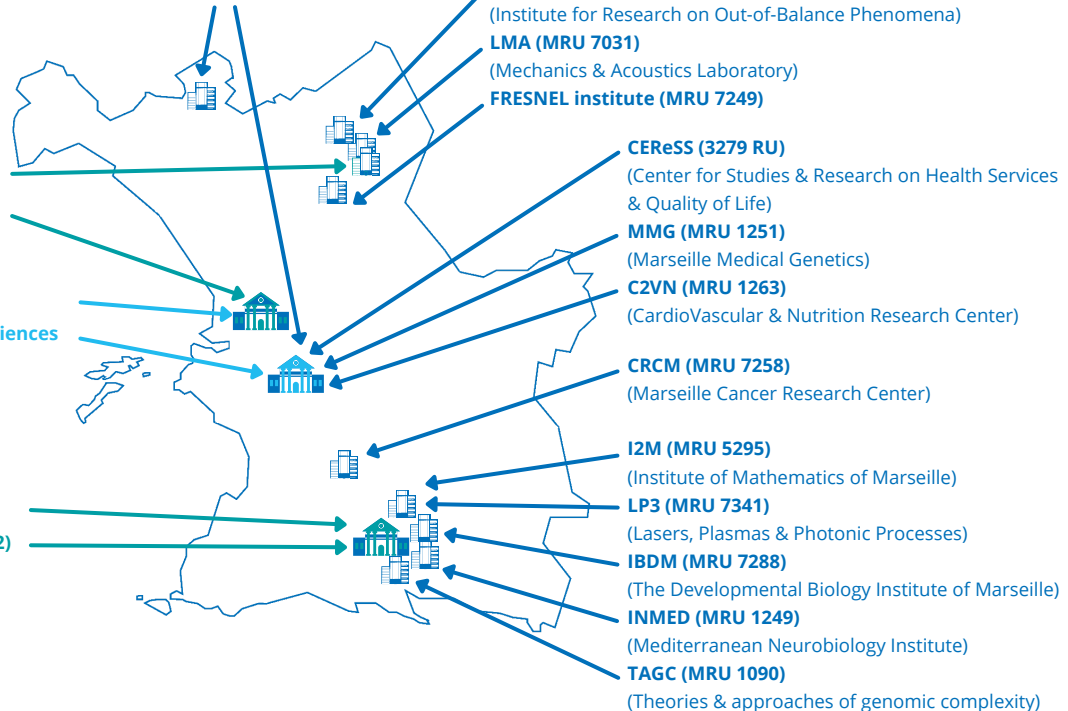 (Institute for Research on Out-of-Balance Phenomena)
LMA (MRU 7031)
(Mechanics & Acoustics Laboratory)
FRESNEL institute (MRU 7249)
CEReSS (3279 RU)
(Center for Studies & Research on Health Services
& Quality of Life)
MMG (MRU 1251)
(Marseille Medical Genetics)
C2VN (MRU 1263)
(CardioVascular & Nutrition Research Center)
iences
CRCM (MRU 7258)
(Marseille Cancer Research Center)
I2M (MRU 5295)
(Institute of Mathematics of Marseille)
LP3 (MRU 7341)
(Lasers, Plasmas & Photonic Processes)
2)
IBDM (MRU 7288)
(The Developmental Biology Institute of Marseille)
INMED (MRU 1249)
(Mediterranean Neurobiology Institute)
TAGC (MRU 1090)
(Theories & approaches of genomic complexity)